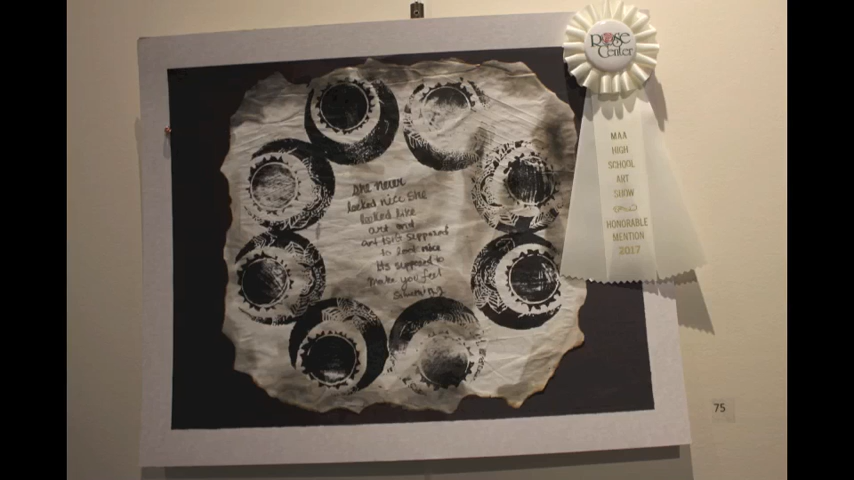 She never
looked nice She
looked like
art and
art isn't supposed
to look nice
its supposed to
make you feel
Rose
Center
MAA
HIGH
SCHOOL
ART
SHOW
HONORABLE
MENTION
2017
75